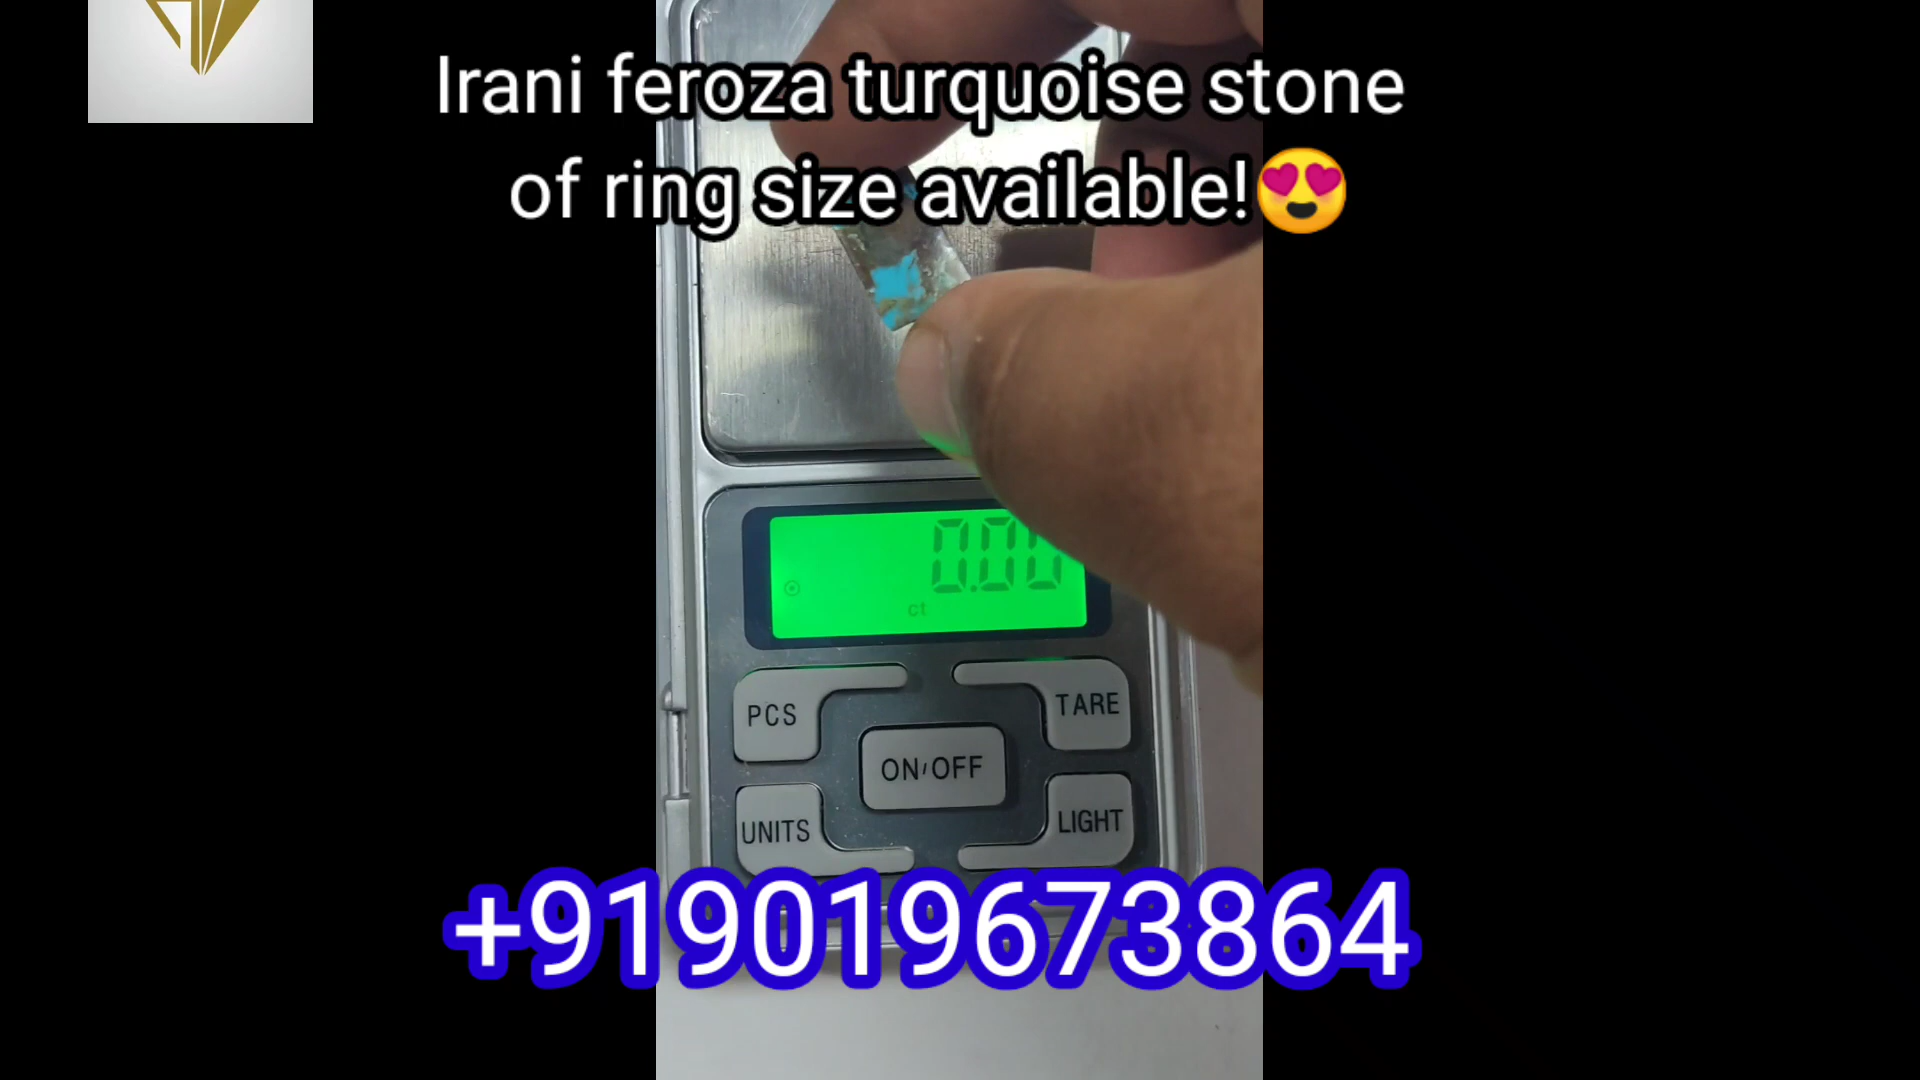 Irani feroza turquoise stone
of ring size available!😍
0.00
ct
PCS
TARE
ON/OFF
UNITS
LIGHT
+919019673864